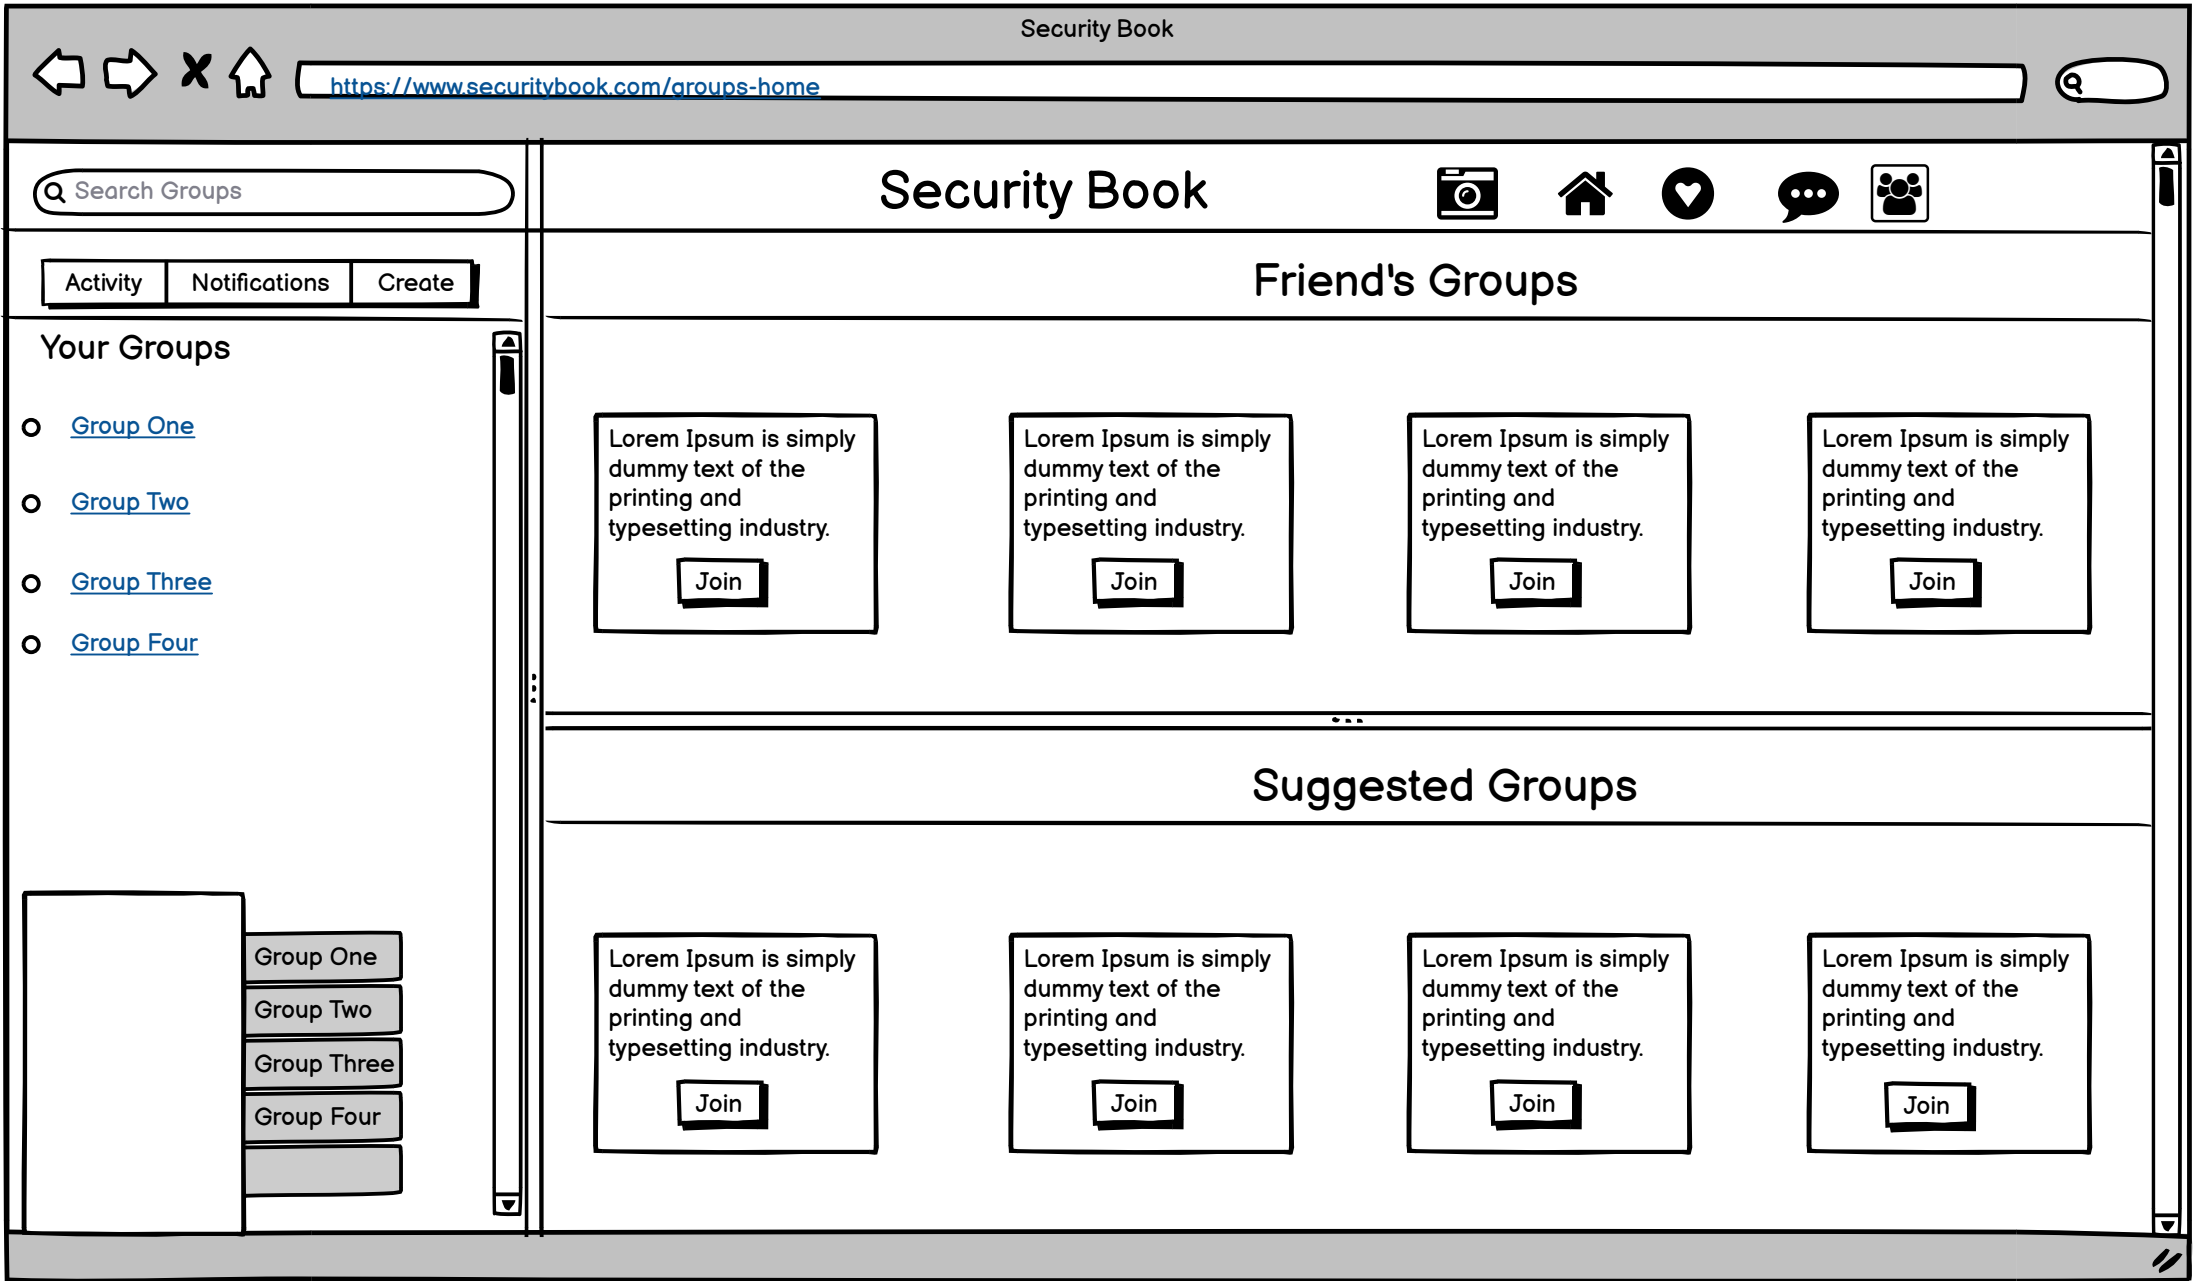 Security Book
https://www.securitybook.com/groups-home
Search Groups
Security Book
Activity
Notifications
Create
Friend's Groups
Your Groups
Group One
Group Two
Group Three
Group Four
Lorem Ipsum is simply
dummy text of the
printing and
typesetting industry.
Join
Lorem Ipsum is simply
dummy text of the
printing and
typesetting industry.
Join
Lorem Ipsum is simply
dummy text of the
printing and
typesetting industry.
Join
Lorem Ipsum is simply
dummy text of the
printing and
typesetting industry.
Join
Suggested Groups
Group One
Group Two
Group Three
Group Four
Lorem Ipsum is simply
dummy text of the
printing and
typesetting industry.
Join
Lorem Ipsum is simply
dummy text of the
printing and
typesetting industry.
Join
Lorem Ipsum is simply
dummy text of the
printing and
typesetting industry.
Join
Lorem Ipsum is simply
dummy text of the
printing and
typesetting industry.
Join